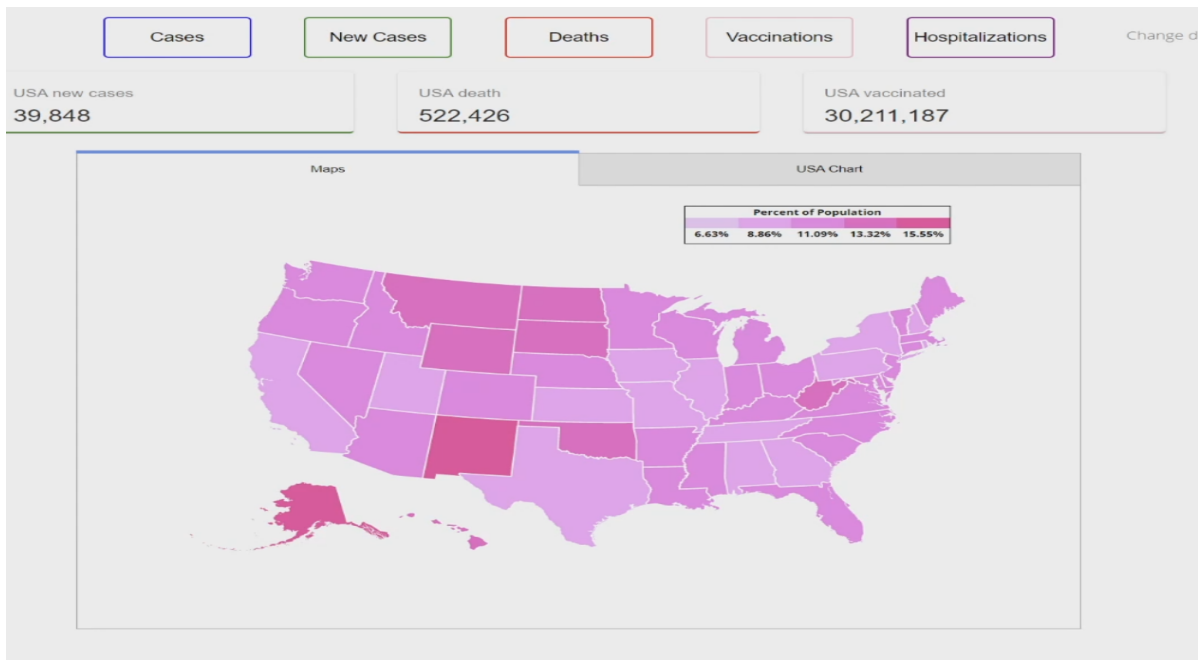 Cases New Cases Deaths Vaccinations Hospitalizations Change d
USA new cases USA death USA vaccinated
39,848 522,426 30,211,187
Maps USA Chart
Percent of Population
6.63% 8.86% 11.09% 13.32% 15.55%